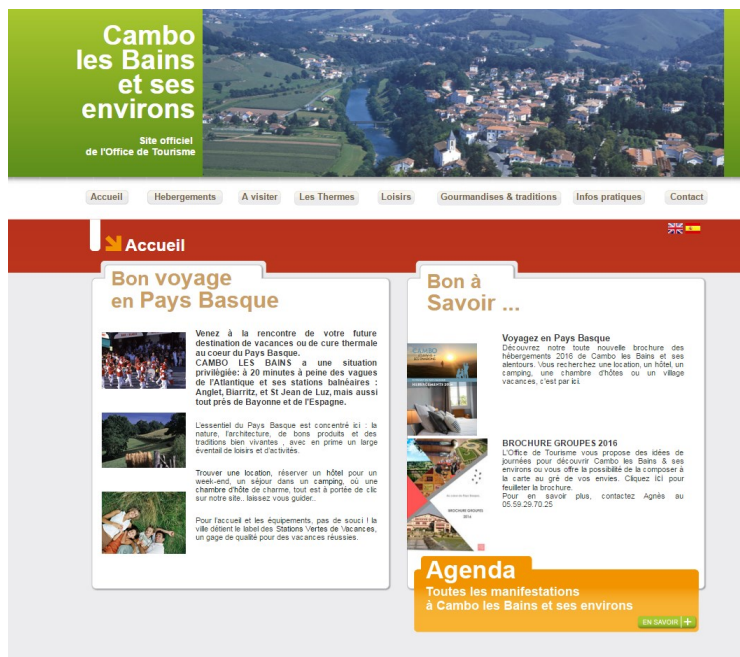 Cambo
les Bains
et ses
environs
Site officiel
de l'Office de Tourisme
Accueil
Hebergements
A visiter
Les Thermes
Loisirs
Gourmandises & traditions
Infos pratiques
Contact
Accueil
Bon voyage
en Pays Basque
Venez à la rencontre de votre future
destination de vacances ou de cure thermale
au coeur du Pays Basque.
CAMBO LES BAINS a une situation
privilègiée: à 20 minutes à peine des vagues
de l'Atlantique et ses stations balnéaires :
Anglet, Biarritz, et St Jean de Luz, mais aussi
tout près de Bayonne et de l'Espagne.
L'essentiel du Pays Basque est concentré ici : la
nature, l'architecture, de bons produits et des
traditions bien vivantes , avec en prime un large
éventail de loisirs et d'activités.
Trouver une location, réserver un hôtel pour un
week-end, un séjour dans un camping, où une
chambre d'hôte de charme, tout est à portée de clic
sur notre site.. laissez vous guider..
Pour l'accueil et les équipements, pas de souci ! la
ville détient le label des Stations Vertes de Vacances,
un gage de qualité pour des vacances réussies.
Bon à
Savoir ...
CAMBO
Voyagez en Pays Basque
Découvrez notre toute nouvelle brochure des
hébergements 2016 de Cambo les Bains et ses
alentours. Vous recherchez une location, un hôtel, un
camping, une chambre d'hôtes ou un village
vacances, c'est par ici.
BROCHURE GROUPES
2016
BROCHURE GROUPES 2016
L'Office de Tourisme vous propose des idées de
journées pour découvrir Cambo les Bains & ses
environs ou vous offre la possibilité de la composer à
la carte au gré de vos envies. Cliquez ICI pour
feuilleter la brochure.
Pour en savoir plus, contactez Agnès au
05.59.29.70.25
Agenda
Toutes les manifestations
à Cambo les Bains et ses environs
EN SAVOIR +